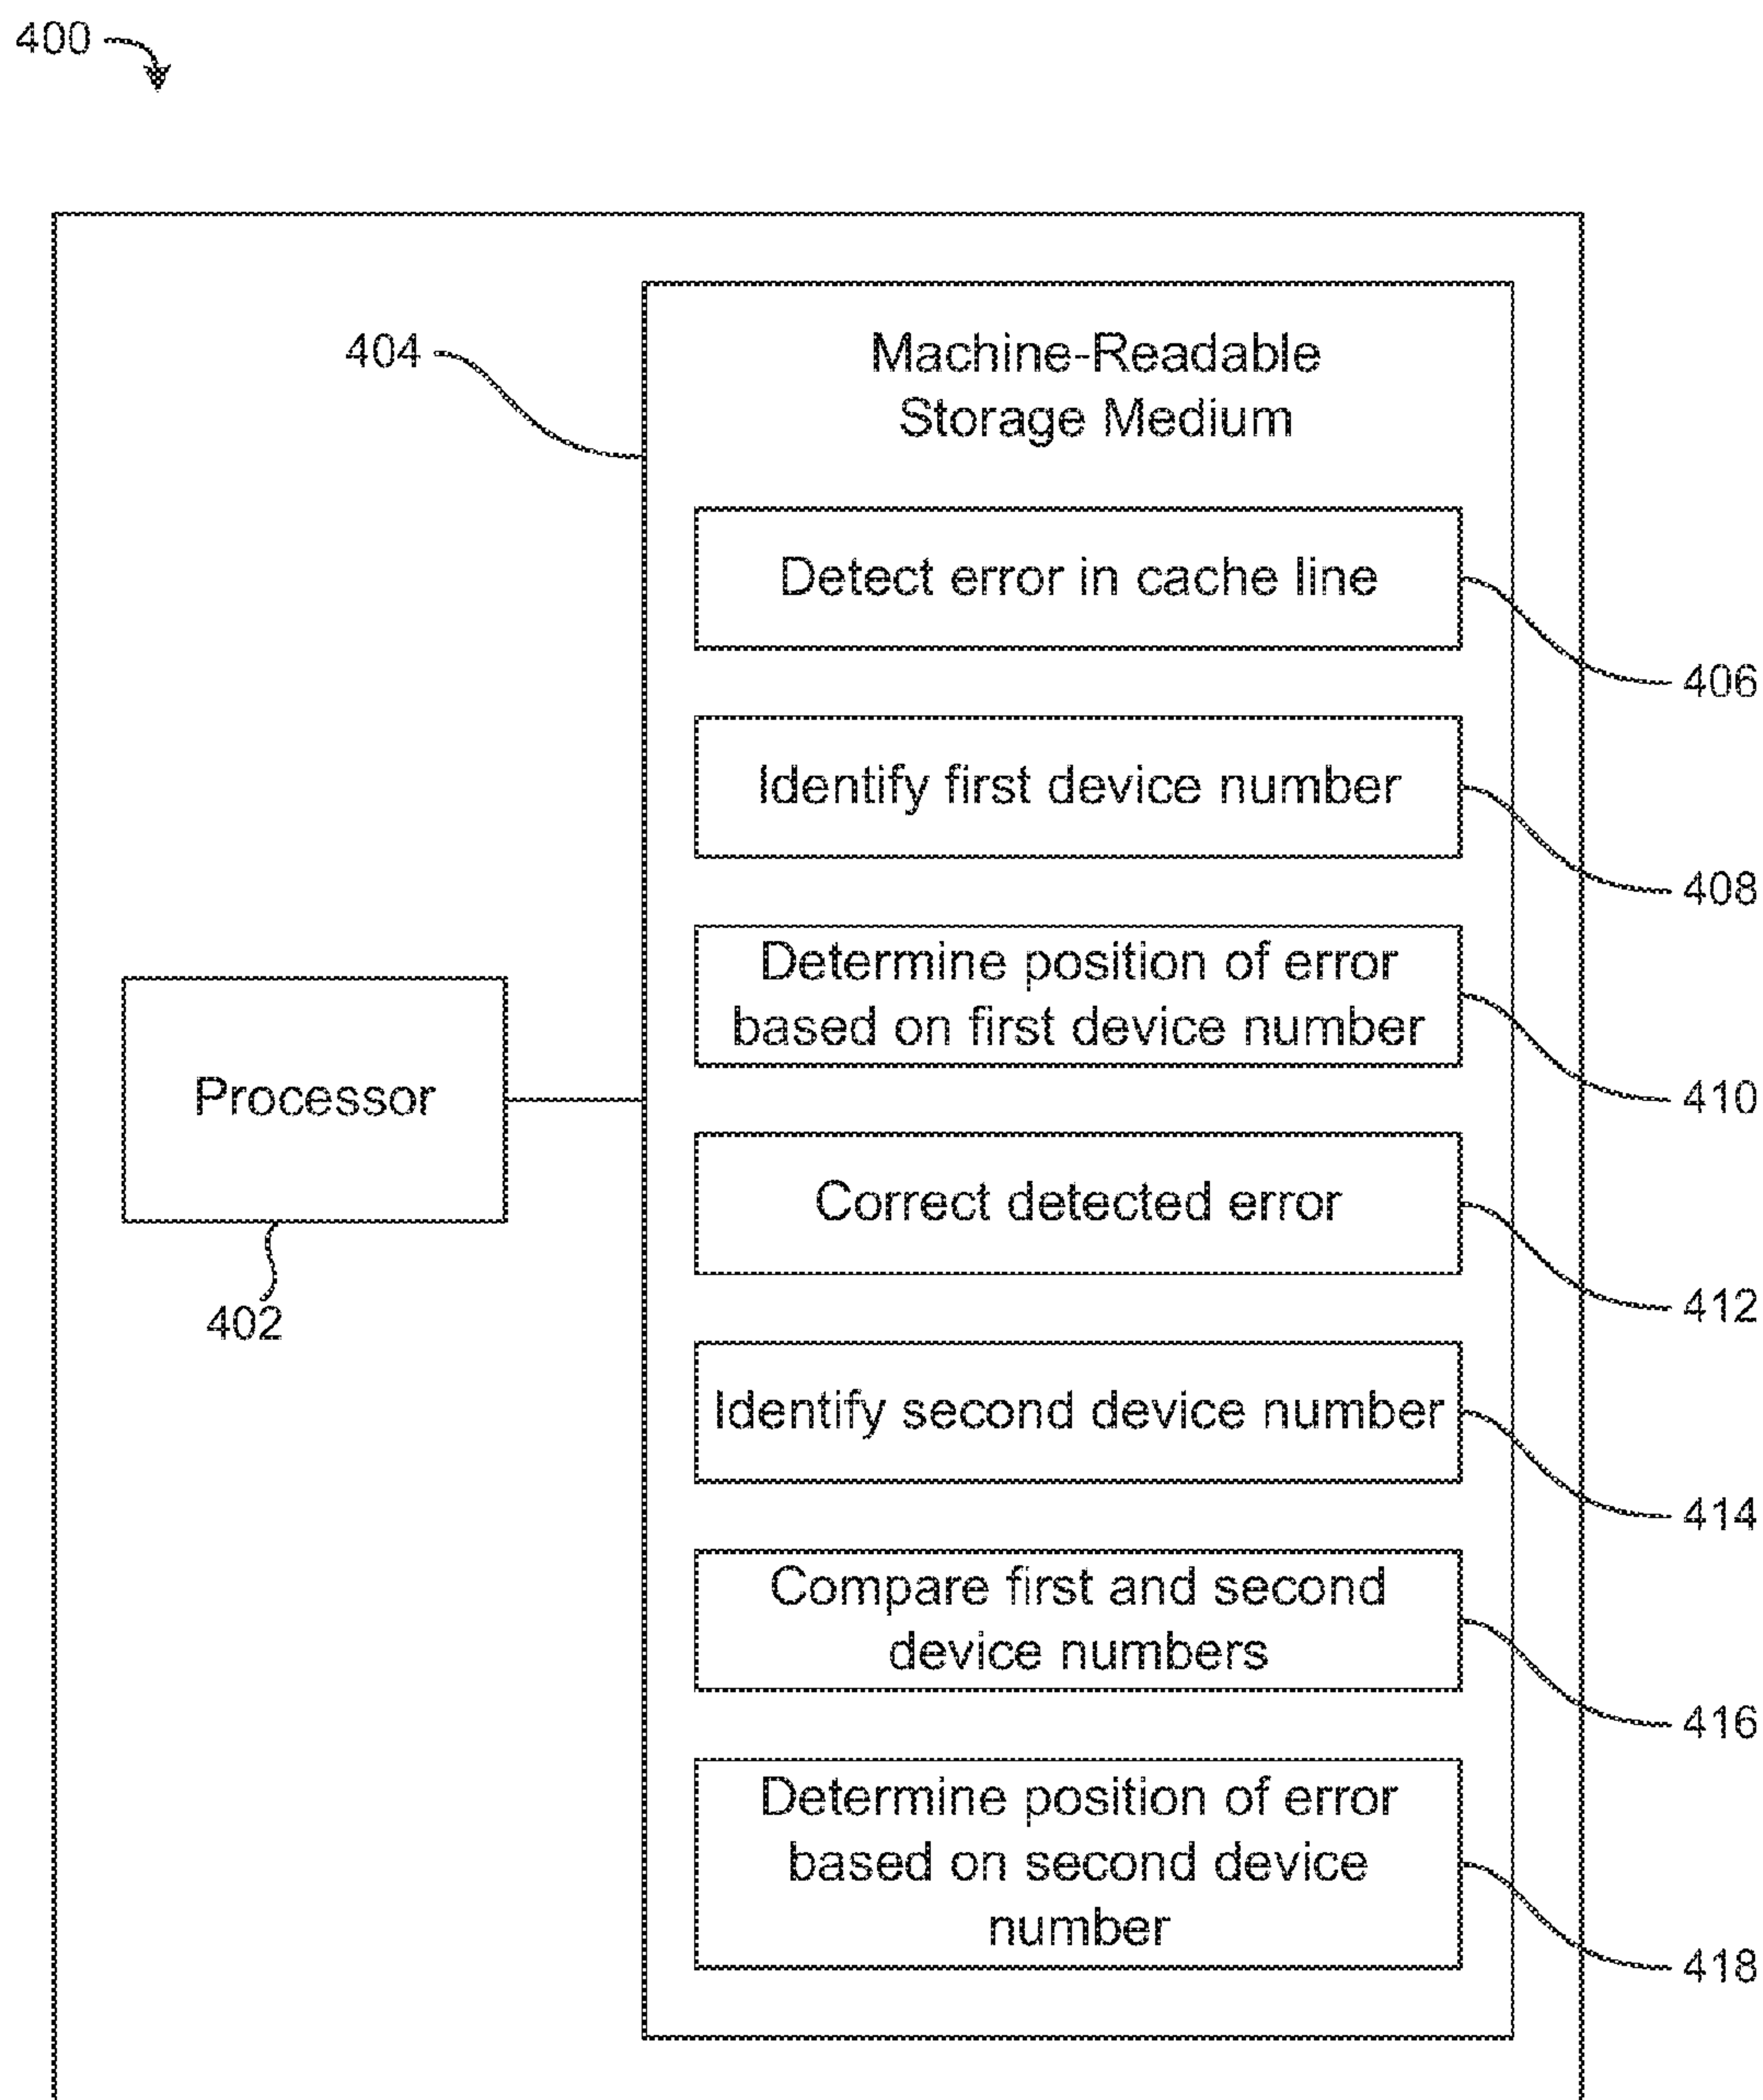 400
404
Machine-Readable
Storage Medium
Detect error in cache line
406
Identify first device number
408
Determine position of error
based on first device number
410
Processor
402
Correct detected error
412
Identify second device number
414
Compare first and second
device numbers
416
Determine position of error
based on second device
number
418